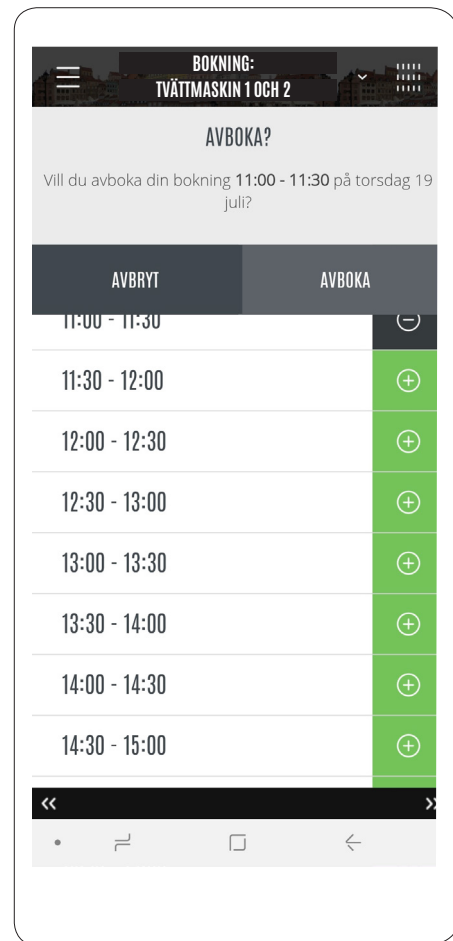 BOKNING:
TVÄTTMASKIN 1 OCH 2
AVBOKA?
Vill du avboka din bokning 11:00 - 11:30 på torsdag 19
juli?
AVBRYT
AVBOKA
11:00 - 11:30
11:30 - 12:00
12:00 - 12:30
12:30 - 13:00
13:00 - 13:30
13:30 - 14:00
14:00 - 14:30
14:30 - 15:00